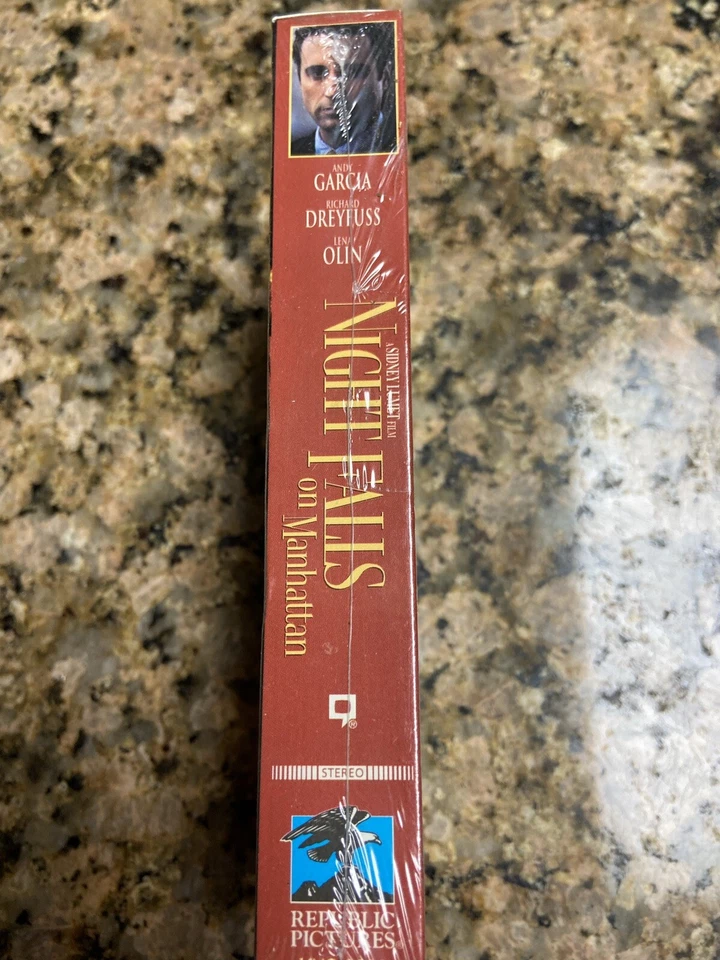 ANDY
GARCIA
RICHARD
DREYFUSS
LENA
OLIN
A SIDNEY LUMET FILM
NIGHT FALLS
on Manhattan
STEREO
REPUBLIC
PICTURES